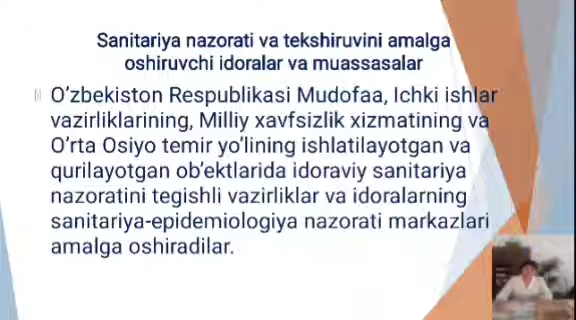 Sanitariya nazorati va tekshiruvini amalga
oshiruvchi idoralar va muassasalar
O’zbekiston Respublikasi Mudofaa, Ichki ishlar
vazirliklarining, Milliy xavfsizlik xizmatining va
O’rta Osiyo temir yo’lining ishlatilayotgan va
qurilayotgan ob’ektlarida idoraviy sanitariya
nazoratini tegishli vazirliklar va idoralarning
sanitariya-epidemiologiya nazorati markazlari
amalga oshiradilar.